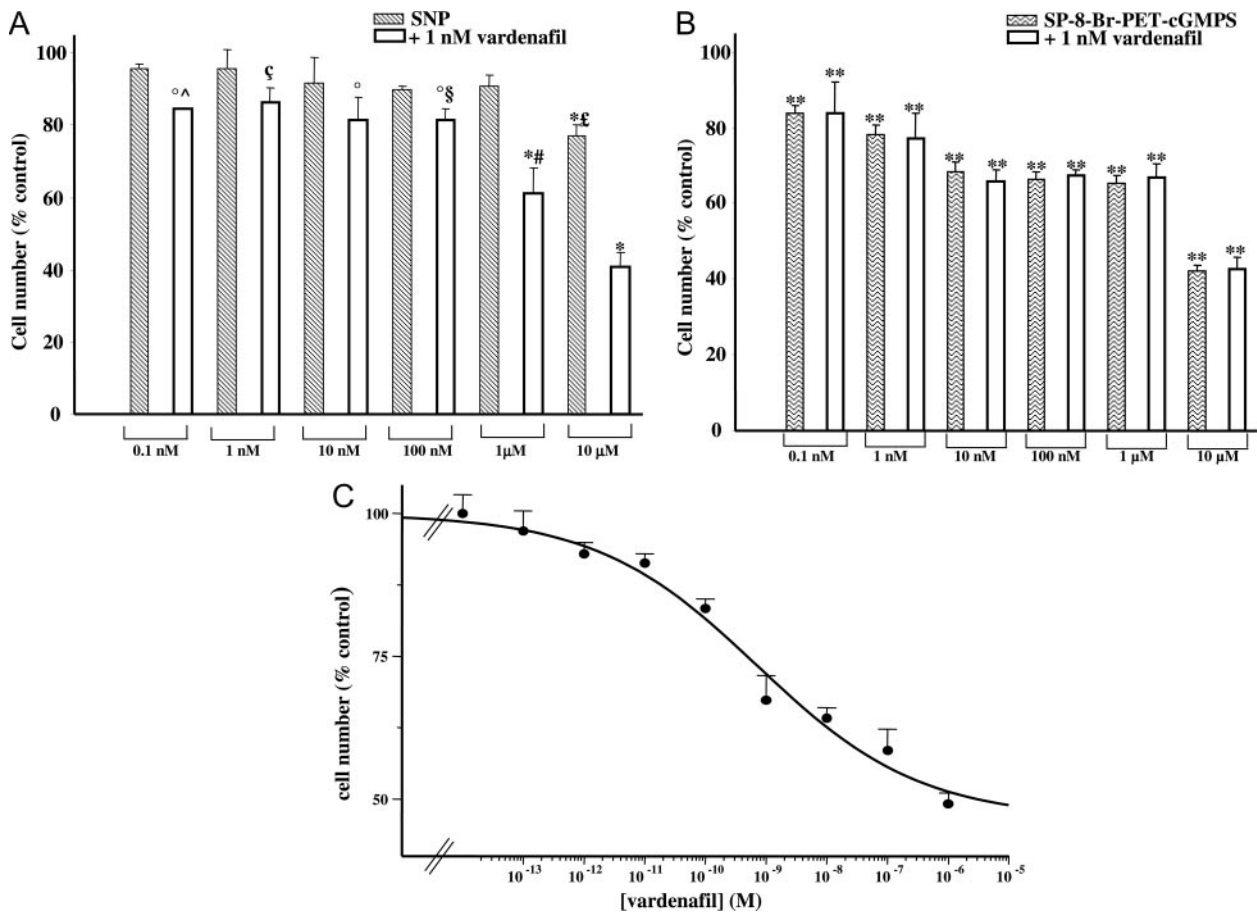 A
SNP
+ 1 nM vardenafil
Cell number (% control)
100
80
60
40
20
0
°^
ç
°
°§
*#
*£
*
0.1 nM 1 nM 10 nM 100 nM 1µM 10 µM
B
SP-8-Br-PET-cGMPS
+ 1 nM vardenafil
Cell number (% control)
100
80
60
40
20
0
** ** ** ** ** ** ** ** ** ** ** **
0.1 nM 1 nM 10 nM 100 nM 1 µM 10 µM
C
cell number (% control)
100
75
50
10-13 10-12 10-11 10-10 10-9 10-8 10-7 10-6 10-5
[vardenafil] (M)